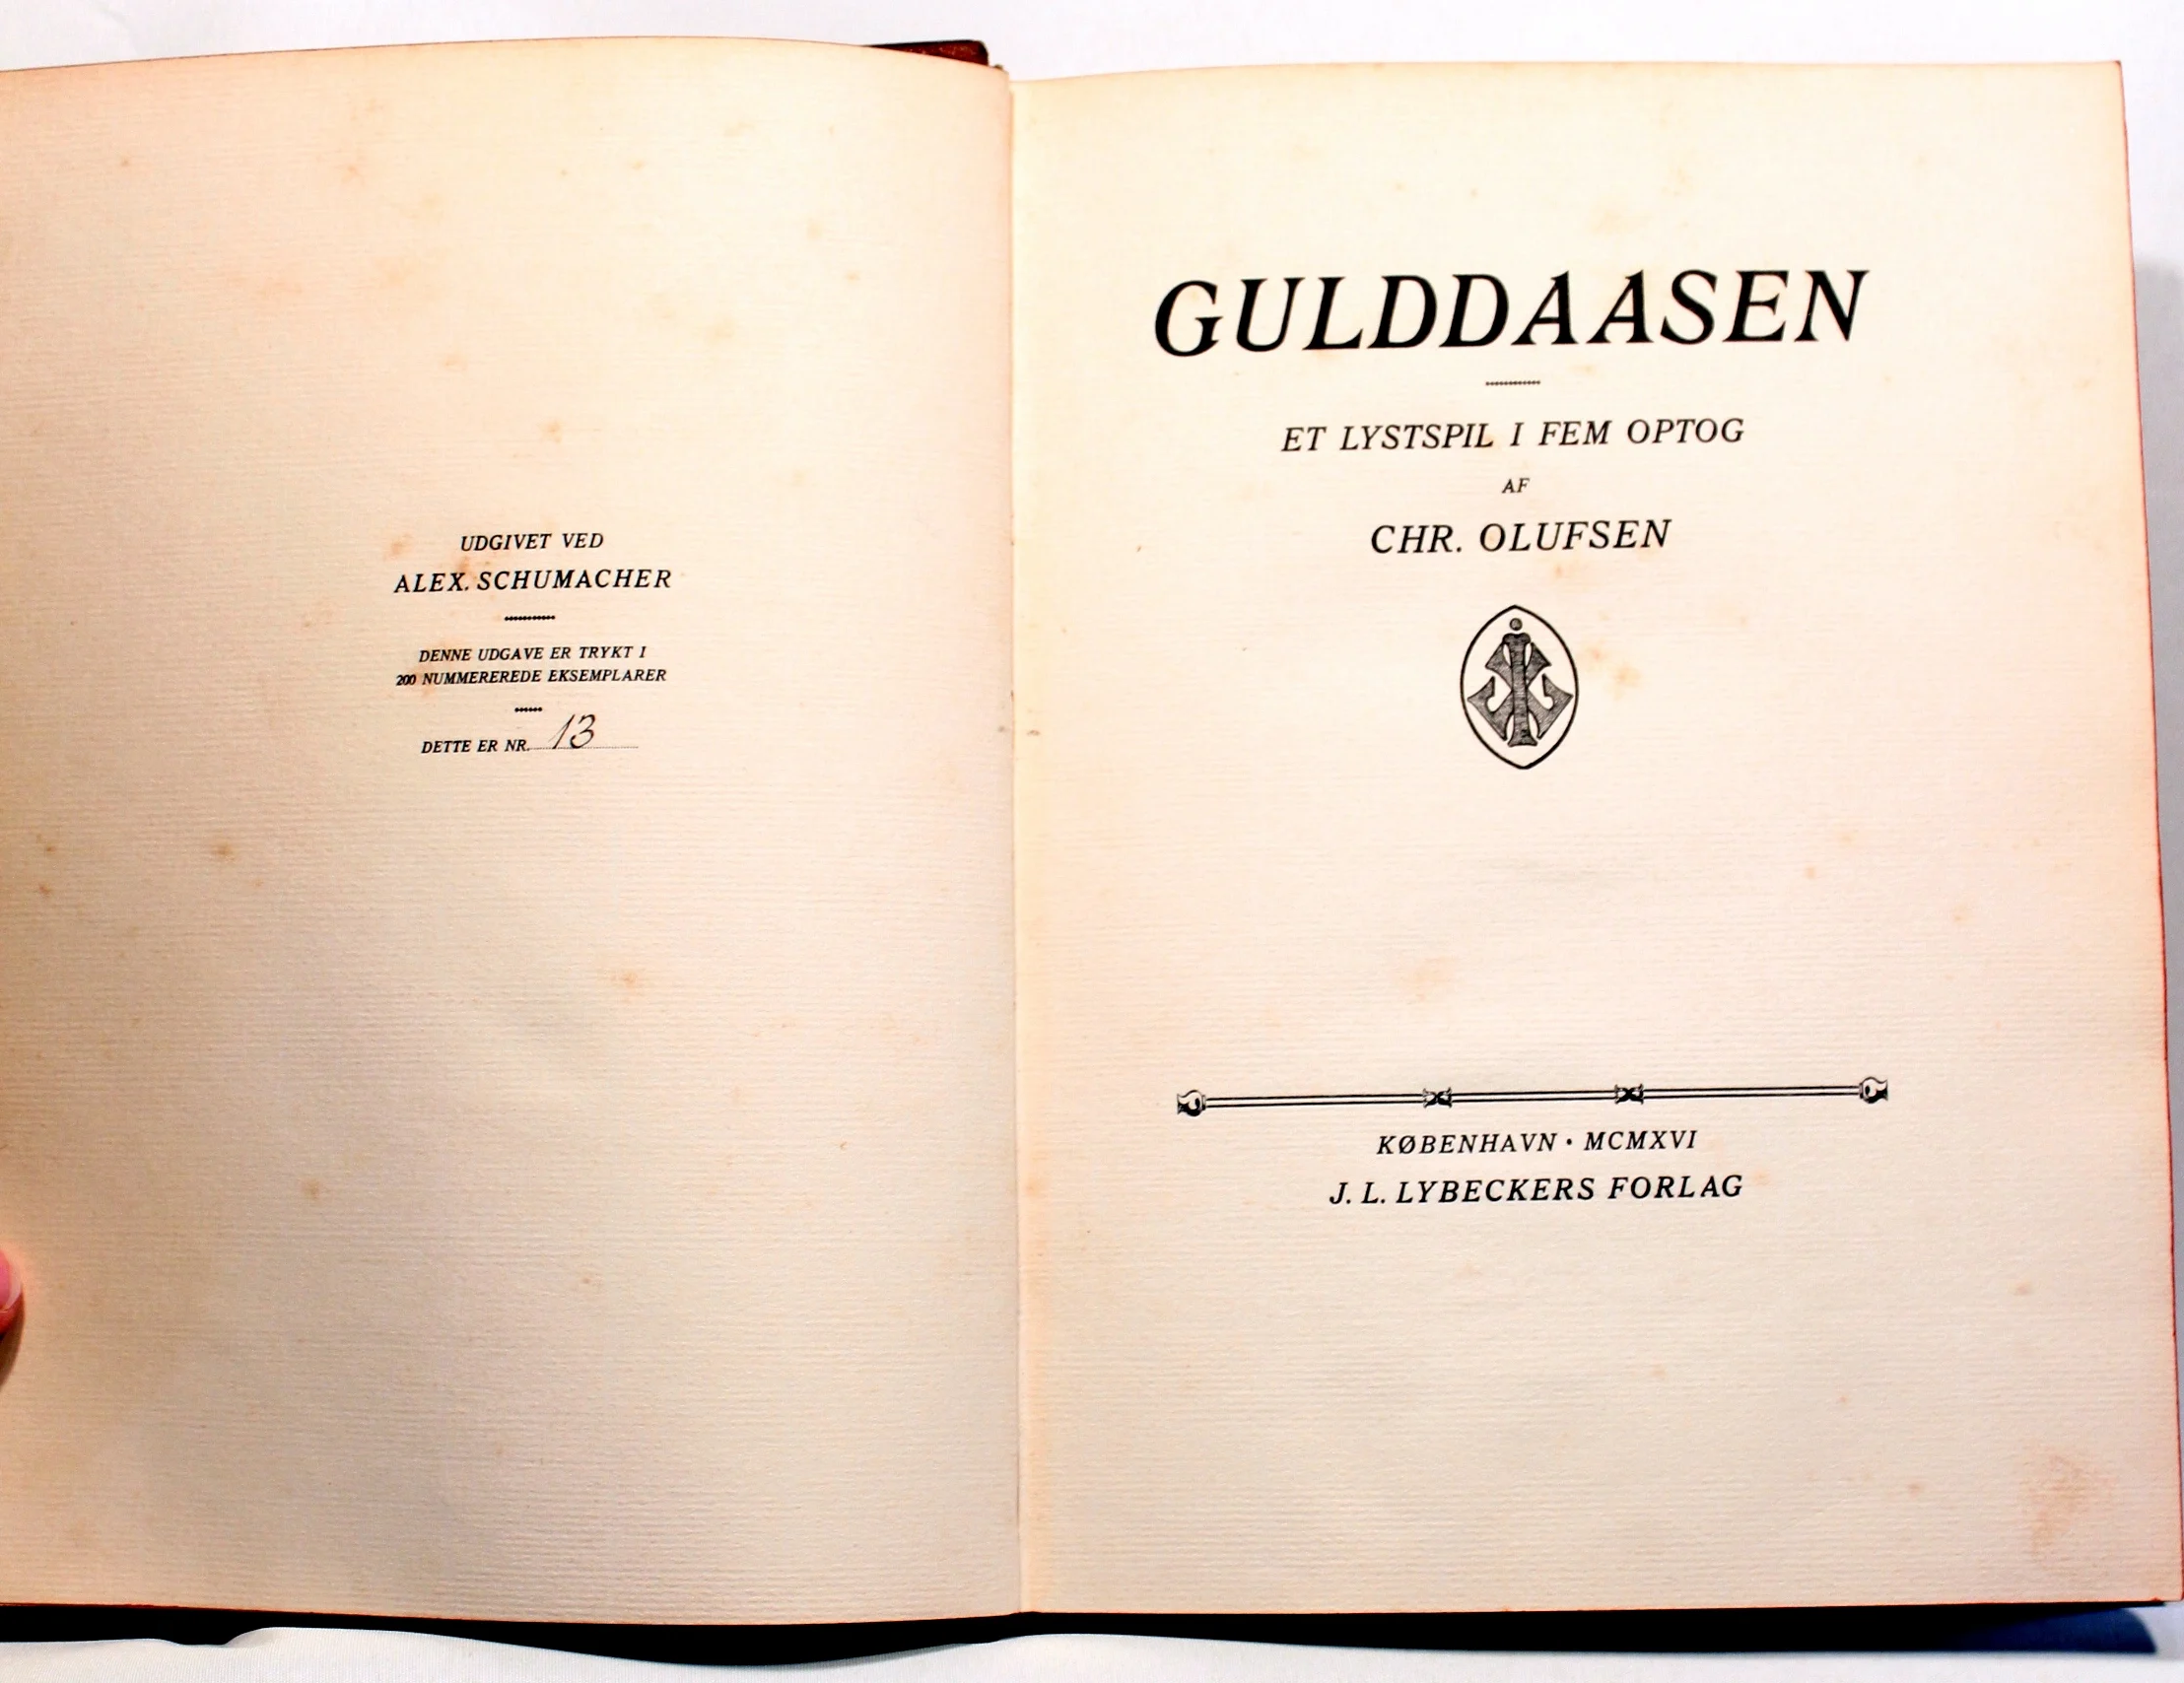 UDGIVET VED
ALEX. SCHUMACHER
DENNE UDGAVE ER TRYKT I
200 NUMMEREREDE EKSEMPLARER
DETTE ER NR. 13
GULDDAASEN
ET LYSTSPIL I FEM OPTOG
AF
CHR. OLUFSEN
KØBENHAVN • MCMXVI
J. L. LYBECKERS FORLAG